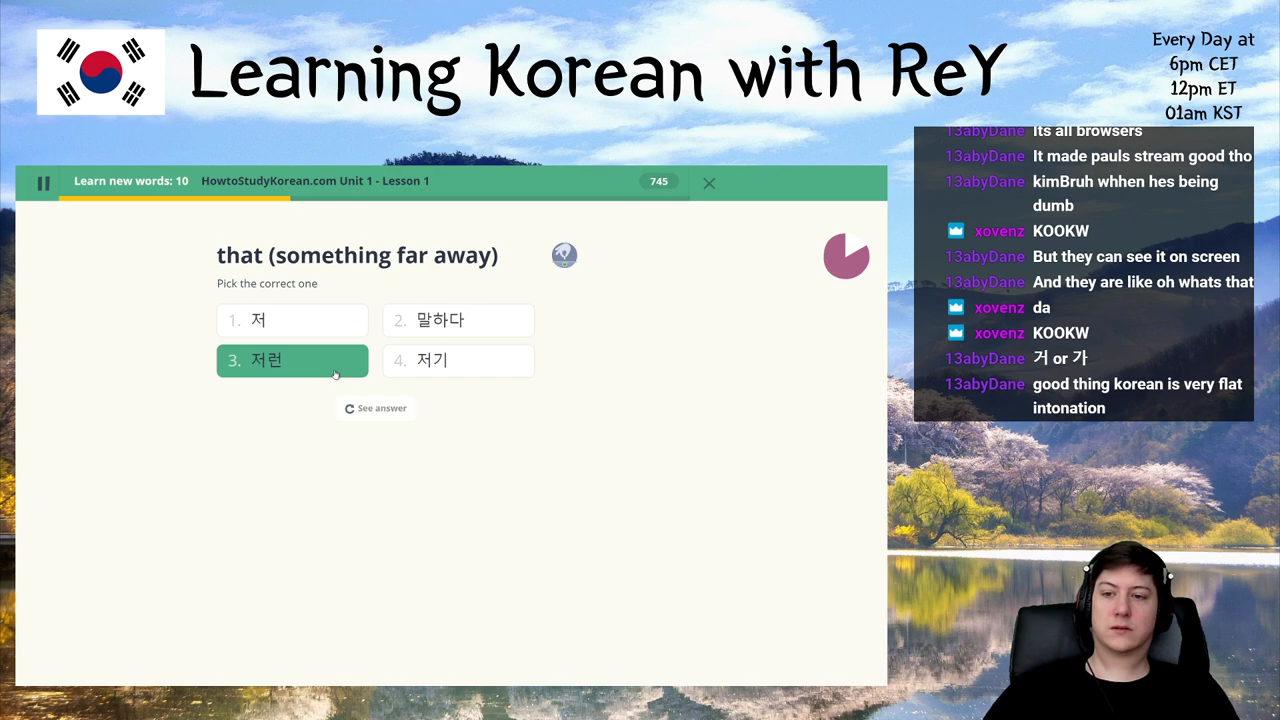 Learning Korean with ReY
Every Day at
6pm CET
12pm ET
01am KST
Learn new words: 10 HowtoStudyKorean.com Unit 1 - Lesson 1 745
that (something far away)
Pick the correct one
1. 저
2. 말하다
3. 저런
4. 저기
See answer
13abyDane Its all browsers
13abyDane It made pauls stream good tho
13abyDane kimBruh whhen hes being
dumb
xovenz KOOKW
13abyDane But they can see it on screen
13abyDane And they are like oh whats that
xovenz da
xovenz KOOKW
13abyDane 거 or 가
13abyDane good thing korean is very flat
intonation